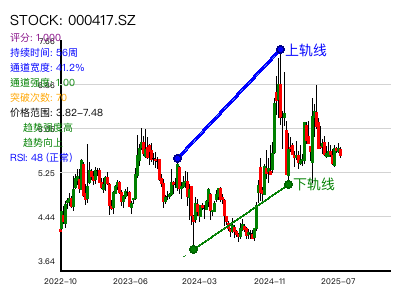 STOCK: 000417.SZ
评分: 1.000
持续时间: 56周
通道宽度: 41.2%
通道强度: 1.00
突破次数: 20
价格范围: 3.82-7.48
趋势强度高
趋势向上
RSI: 48 (正常)
上轨线
下轨线
5.25
4.44
3.64
2022-10
2023-06
2024-03
2024-11
2025-07